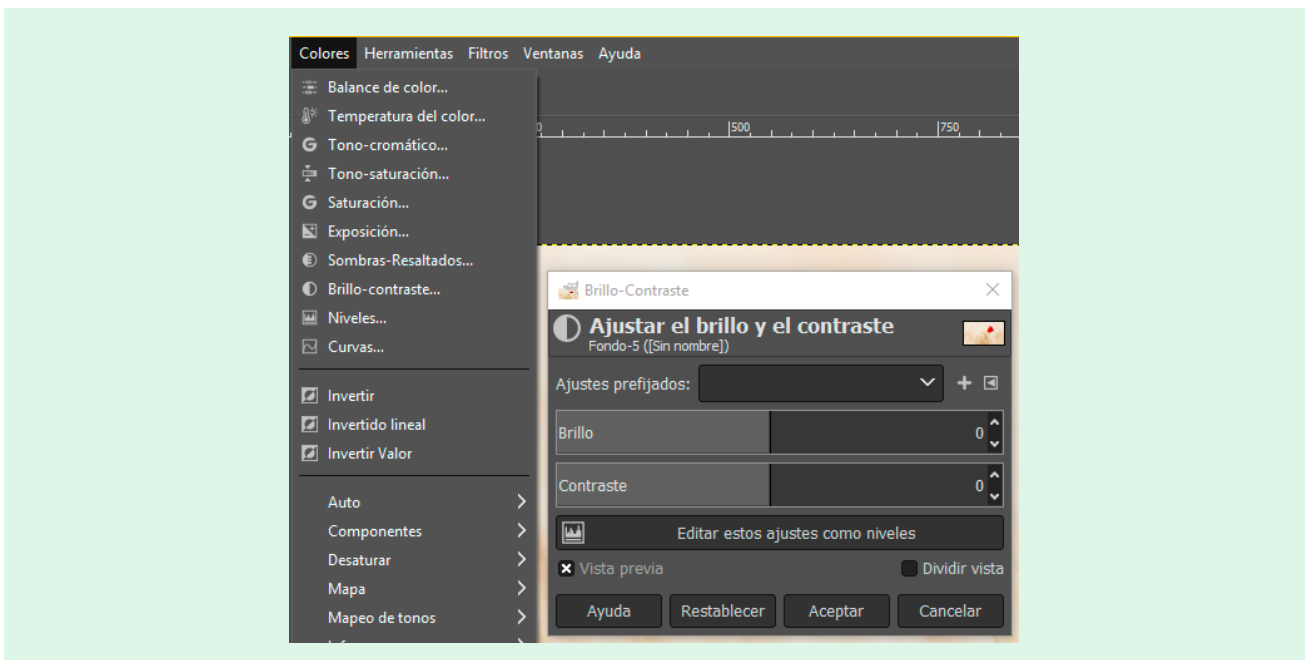 Colores Herramientas Filtros Ventanas Ayuda
Balance de color...
Temperatura del color...
Tono-cromático...
Tono-saturación...
Saturación...
Exposición...
Sombras-Resaltados...
Brillo-contraste...
Niveles...
Curvas...
Invertir
Invertido lineal
Invertir Valor
Auto
Componentes
Desaturar
Mapa
Mapeo de tonos
500 750
Brillo-Contraste
Ajustar el brillo y el contraste
Fondo-5 ([Sin nombre])
Ajustes prefijados:
Brillo 0
Contraste 0
Editar estos ajustes como niveles
Vista previa Dividir vista
Ayuda Restablecer Aceptar Cancelar